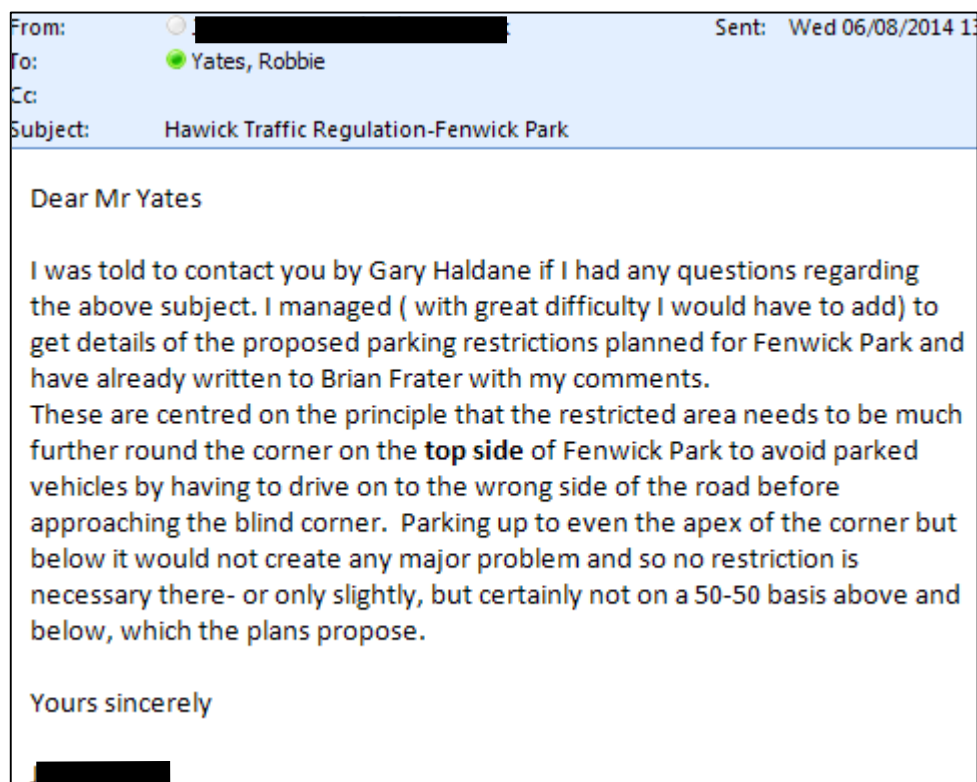 From: Sent: Wed 06/08/2014 13
To: Yates, Robbie
Cc:
Subject: Hawick Traffic Regulation-Fenwick Park
Dear Mr Yates
I was told to contact you by Gary Haldane if I had any questions regarding
the above subject. I managed ( with great difficulty I would have to add) to
get details of the proposed parking restrictions planned for Fenwick Park and
have already written to Brian Frater with my comments.
These are centred on the principle that the restricted area needs to be much
further round the corner on the top side of Fenwick Park to avoid parked
vehicles by having to drive on to the wrong side of the road before
approaching the blind corner.  Parking up to even the apex of the corner but
below it would not create any major problem and so no restriction is
necessary there- or only slightly, but certainly not on a 50-50 basis above and
below, which the plans propose.
Yours sincerely